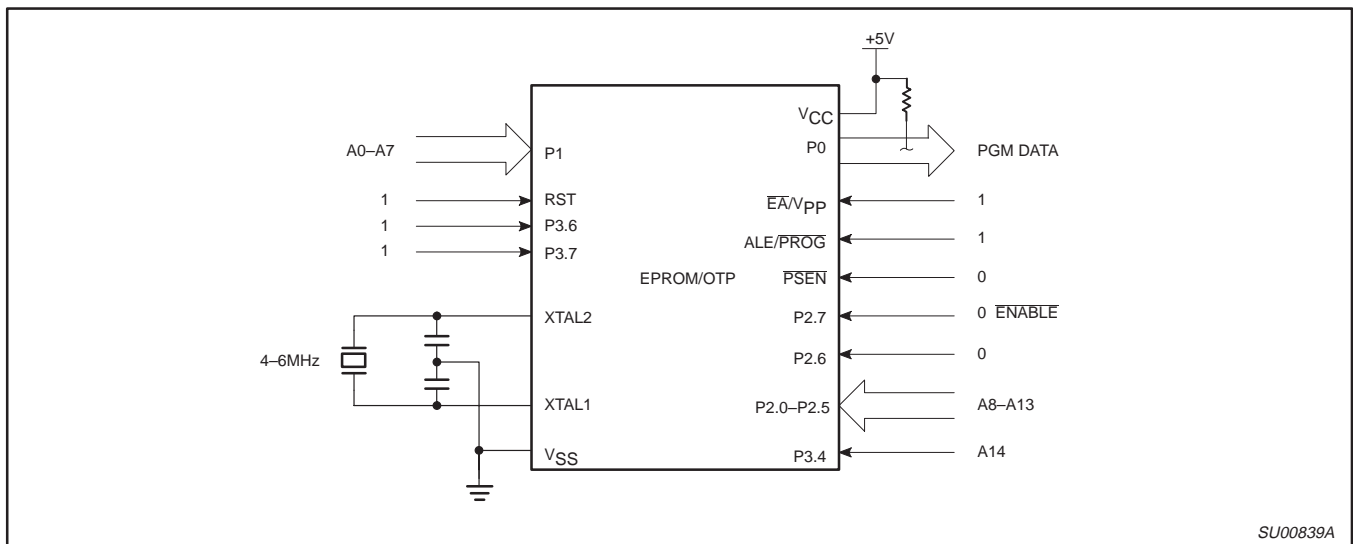 +5V
VCC
A0–A7
P1
P0
PGM DATA
1
RST
EA/VPP
1
1
P3.6
1
P3.7
ALE/PROG
1
EPROM/OTP
PSEN
0
XTAL2
P2.7
0 ENABLE
4–6MHz
P2.6
0
XTAL1
P2.0–P2.5
A8–A13
VSS
P3.4
A14
SU00839A